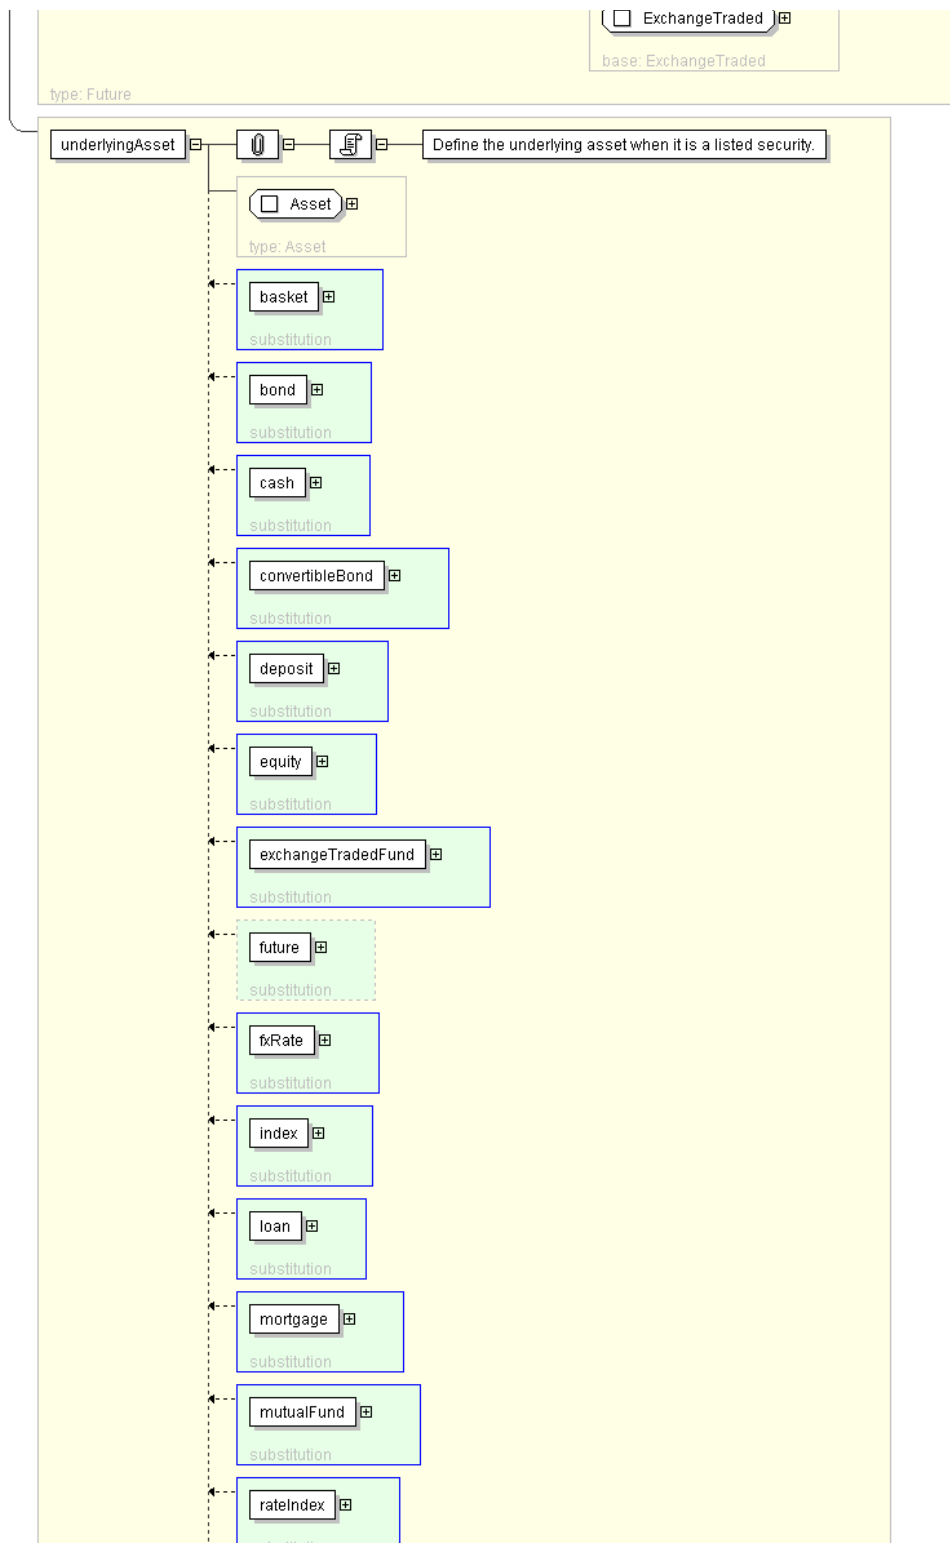 ExchangeTraded
base: ExchangeTraded
type: Future
underlyingAsset
Define the underlying asset when it is a listed security.
Asset
type: Asset
basket
substitution
bond
substitution
cash
substitution
convertibleBond
substitution
deposit
substitution
equity
substitution
exchangeTradedFund
substitution
future
substitution
fxRate
substitution
index
substitution
loan
substitution
mortgage
substitution
mutualFund
substitution
rateIndex